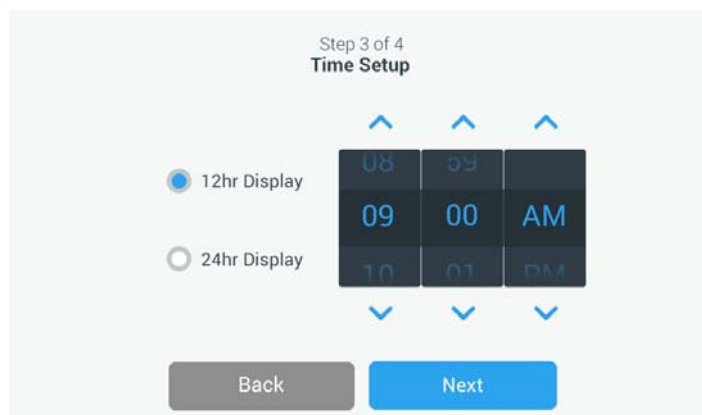 Step 3 of 4
Time Setup
12hr Display
24hr Display
08 59
09 00 AM
10 01 PM
Back Next